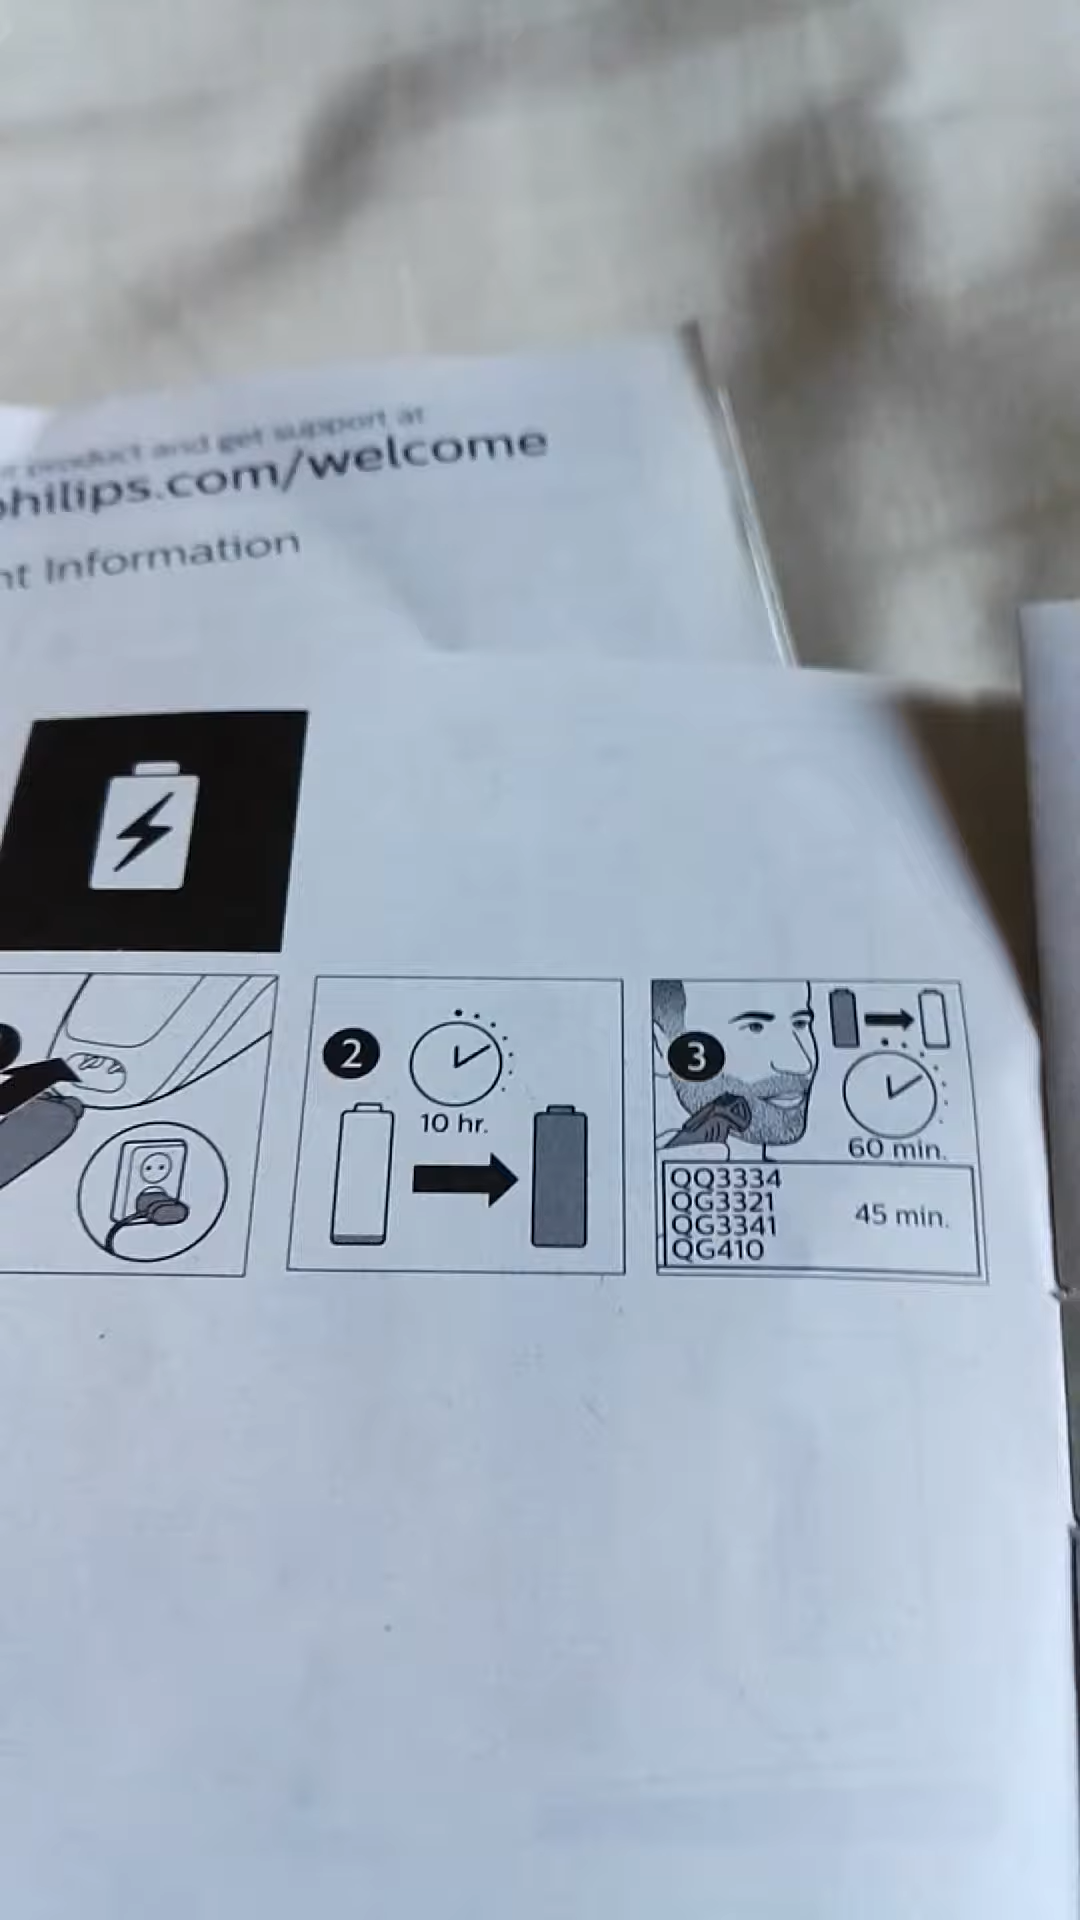 product and get support at
philips.com/welcome
nt Information
2
10 hr.
3
60 min.
QQ3334
QG3321
QG3341
QG410
45 min.